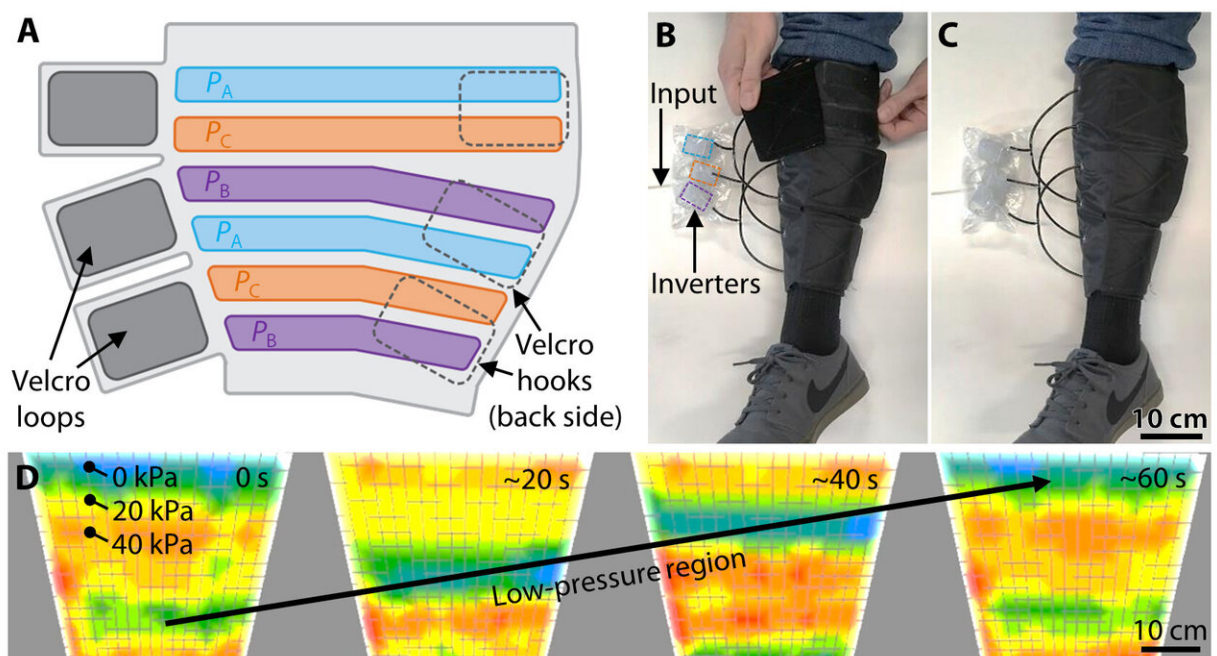 A
P_A
P_C
P_B
P_A
P_C
P_B
Velcro
loops
Velcro
hooks
(back side)
B
Input
Inverters
C
10 cm
D
0 kPa
20 kPa
40 kPa
0 s
~20 s
~40 s
~60 s
Low-pressure region
10 cm